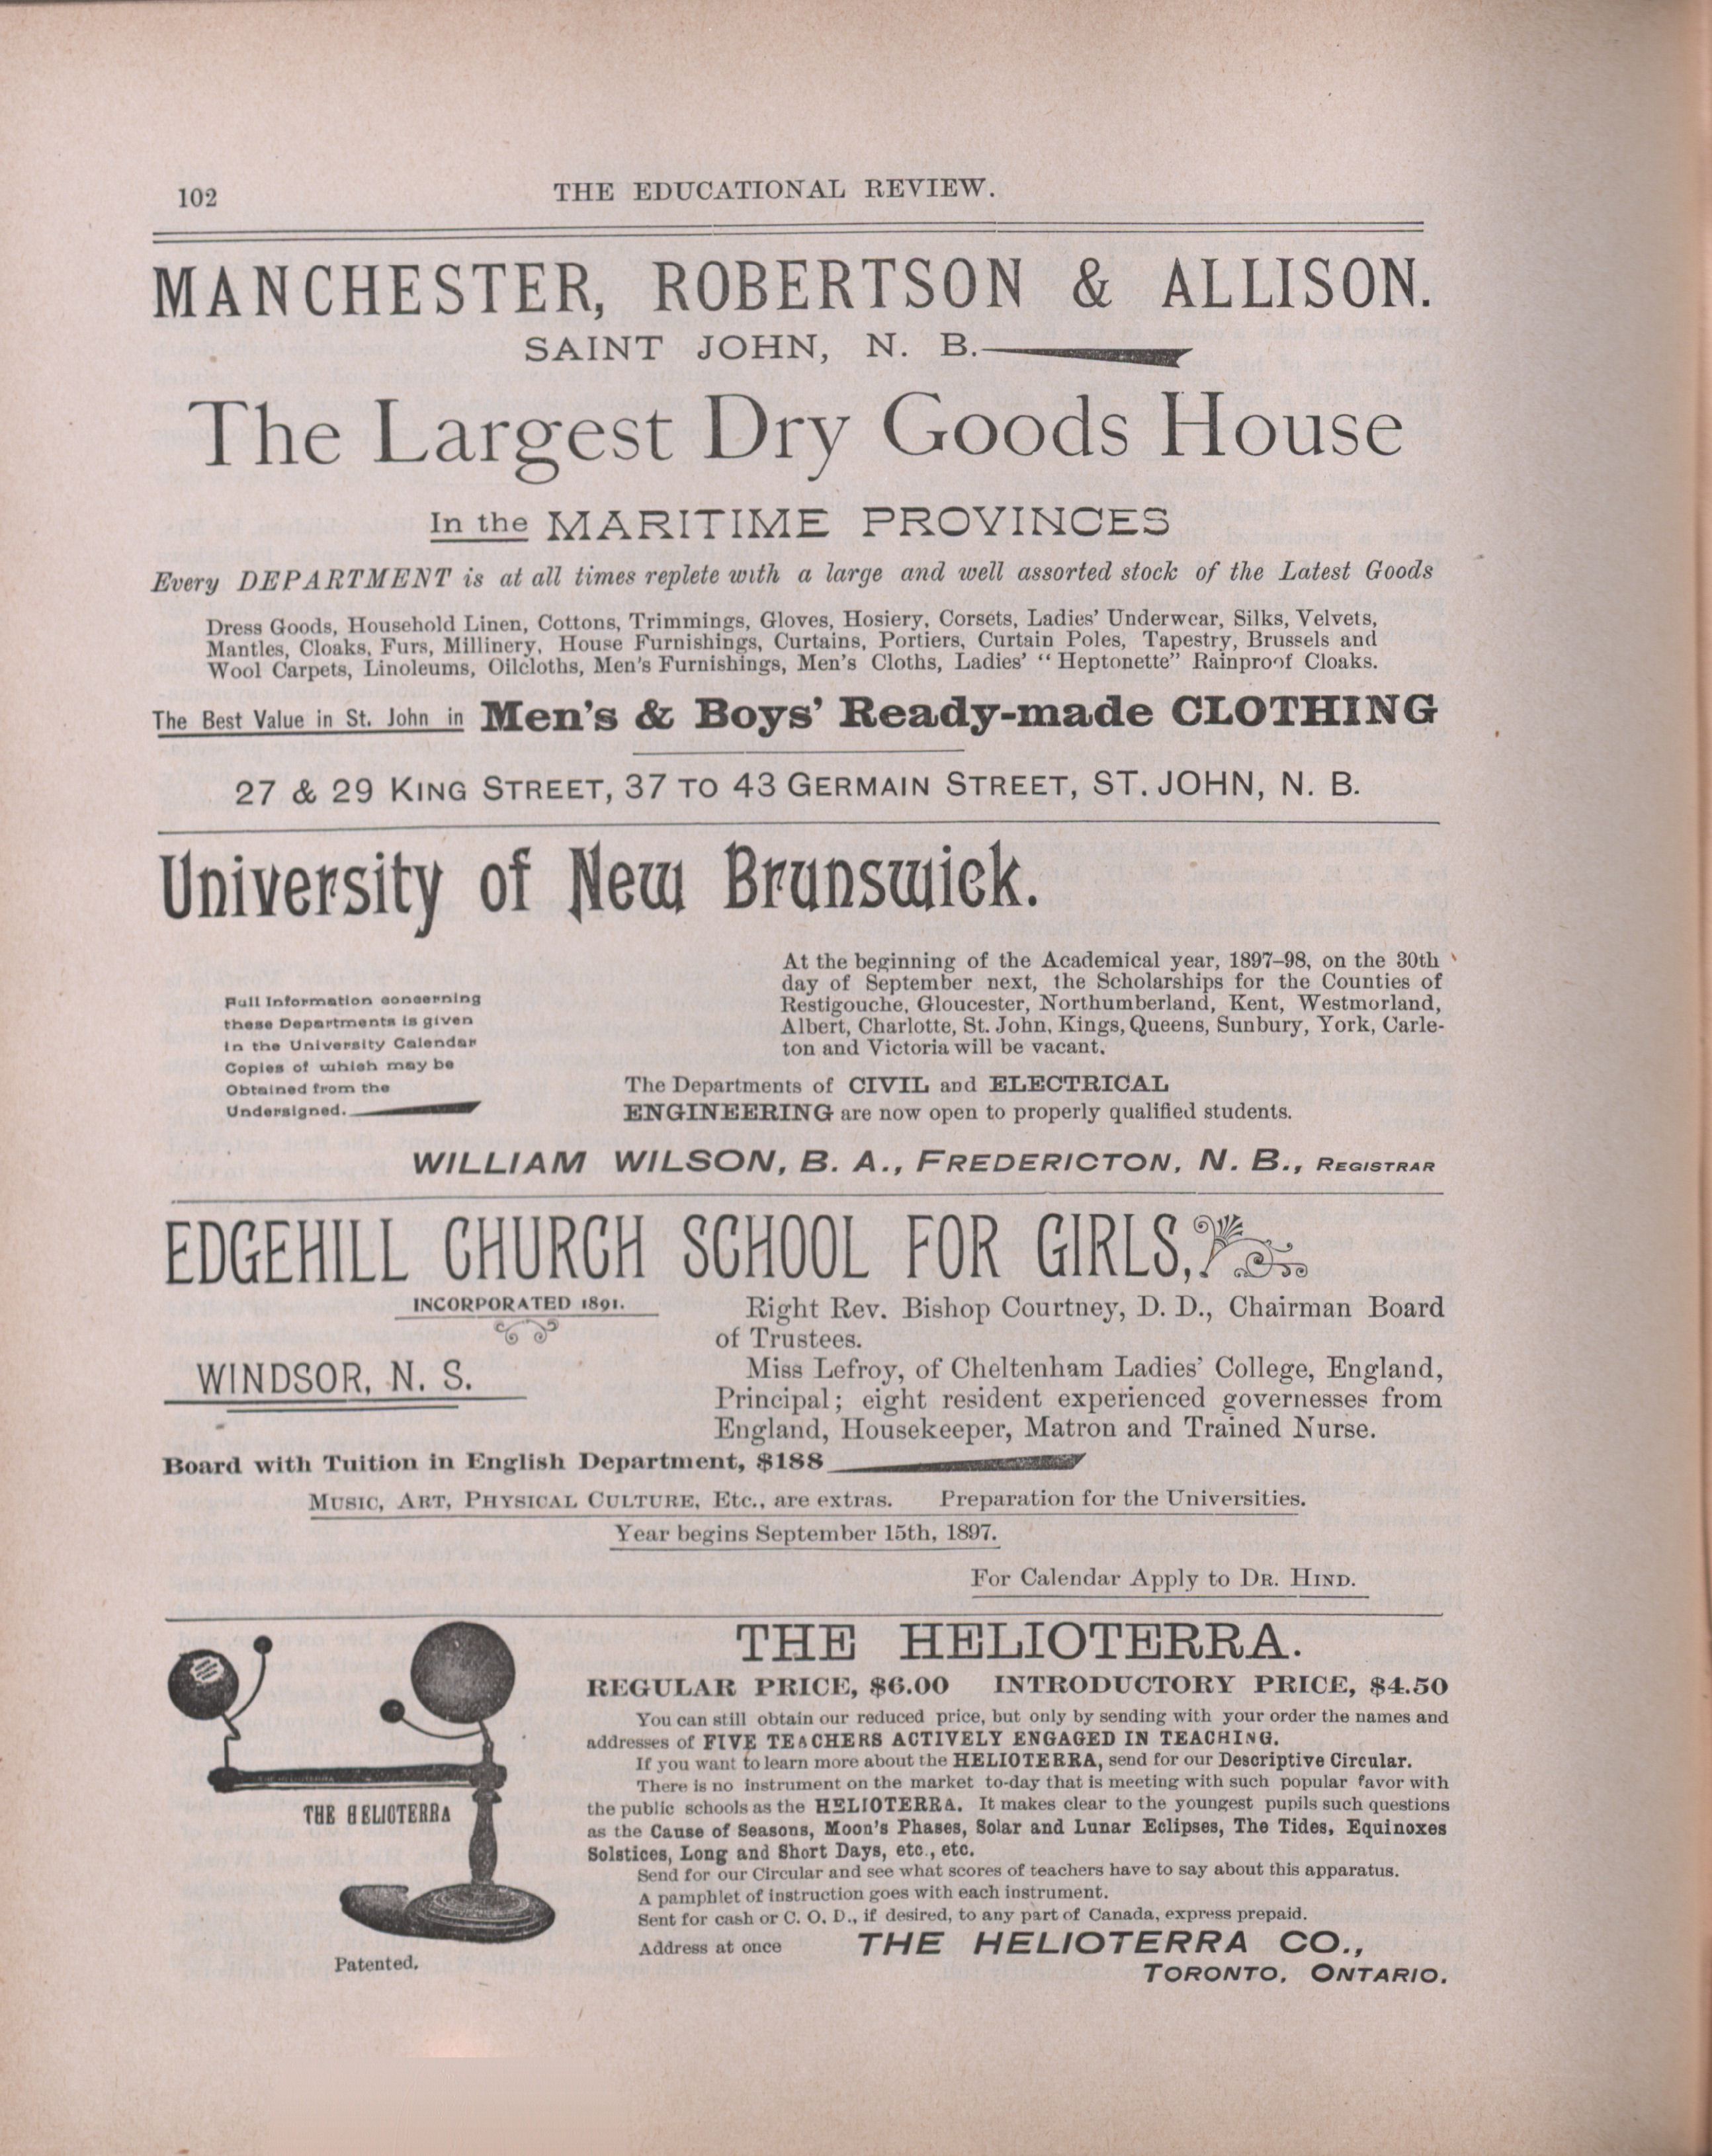 102
THE EDUCATIONAL REVIEW.
MANCHESTER, ROBERTSON & ALLISON.
SAINT JOHN, N. B.
The Largest Dry Goods House
In the MARITIME PROVINCES
Every DEPARTMENT is at all times replete with a large and well assorted stock of the Latest Goods
Dress Goods, Household Linen, Cottons, Trimmings, Gloves, Hosiery, Corsets, Ladies' Underwear, Silks, Velvets,
Mantles, Cloaks, Furs, Millinery, House Furnishings, Curtains, Portiers, Curtain Poles, Tapestry, Brussels and
Wool Carpets, Linoleums, Oilcloths, Men's Furnishings, Men's Cloths, Ladies' "Heptonette" Rainproof Cloaks.
The Best Value in St. John in Men's & Boys' Ready-made CLOTHING
27 & 29 KING STREET, 37 TO 43 GERMAIN STREET, ST. JOHN, N. B.
University of New Brunswick.
Full Information concerning
these Departments is given
in the University Calendar
Copies of which may be
Obtained from the
Undersigned.
At the beginning of the Academical year, 1897-98, on the 30th
day of September next, the Scholarships for the Counties of
Restigouche, Gloucester, Northumberland, Kent, Westmorland,
Albert, Charlotte, St. John, Kings, Queens, Sunbury, York, Carle-
ton and Victoria will be vacant.
The Departments of CIVIL and ELECTRICAL
ENGINEERING are now open to properly qualified students.
WILLIAM WILSON, B. A., FREDERICTON, N. B., REGISTRAR
EDGEHILL CHURCH SCHOOL FOR GIRLS,
INCORPORATED 1891.
WINDSOR, N. S.
Right Rev. Bishop Courtney, D. D., Chairman Board
of Trustees.
Miss Lefroy, of Cheltenham Ladies' College, England,
Principal; eight resident experienced governesses from
England, Housekeeper, Matron and Trained Nurse.
Board with Tuition in English Department, $188
MUSIC, ART, PHYSICAL CULTURE, Etc., are extras. Preparation for the Universities.
Year begins September 15th, 1897.
For Calendar Apply to DR. HIND.
THE HELIOTERRA.
REGULAR PRICE, $6.00 INTRODUCTORY PRICE, $4.50
You can still obtain our reduced price, but only by sending with your order the names and
addresses of FIVE TEACHERS ACTIVELY ENGAGED IN TEACHING.
If you want to learn more about the HELIOTERRA, send for our Descriptive Circular.
There is no instrument on the market to-day that is meeting with such popular favor with
the public schools as the HELIOTERRA. It makes clear to the youngest pupils such questions
as the Cause of Seasons, Moon's Phases, Solar and Lunar Eclipses, The Tides, Equinoxes
Solstices, Long and Short Days, etc., etc.
Send for our Circular and see what scores of teachers have to say about this apparatus.
A pamphlet of instruction goes with each instrument.
Sent for cash or C. O. D., if desired, to any part of Canada, express prepaid.
Address at once THE HELIOTERRA CO.,
TORONTO, ONTARIO.
THE HELIOTERRA
Patented.